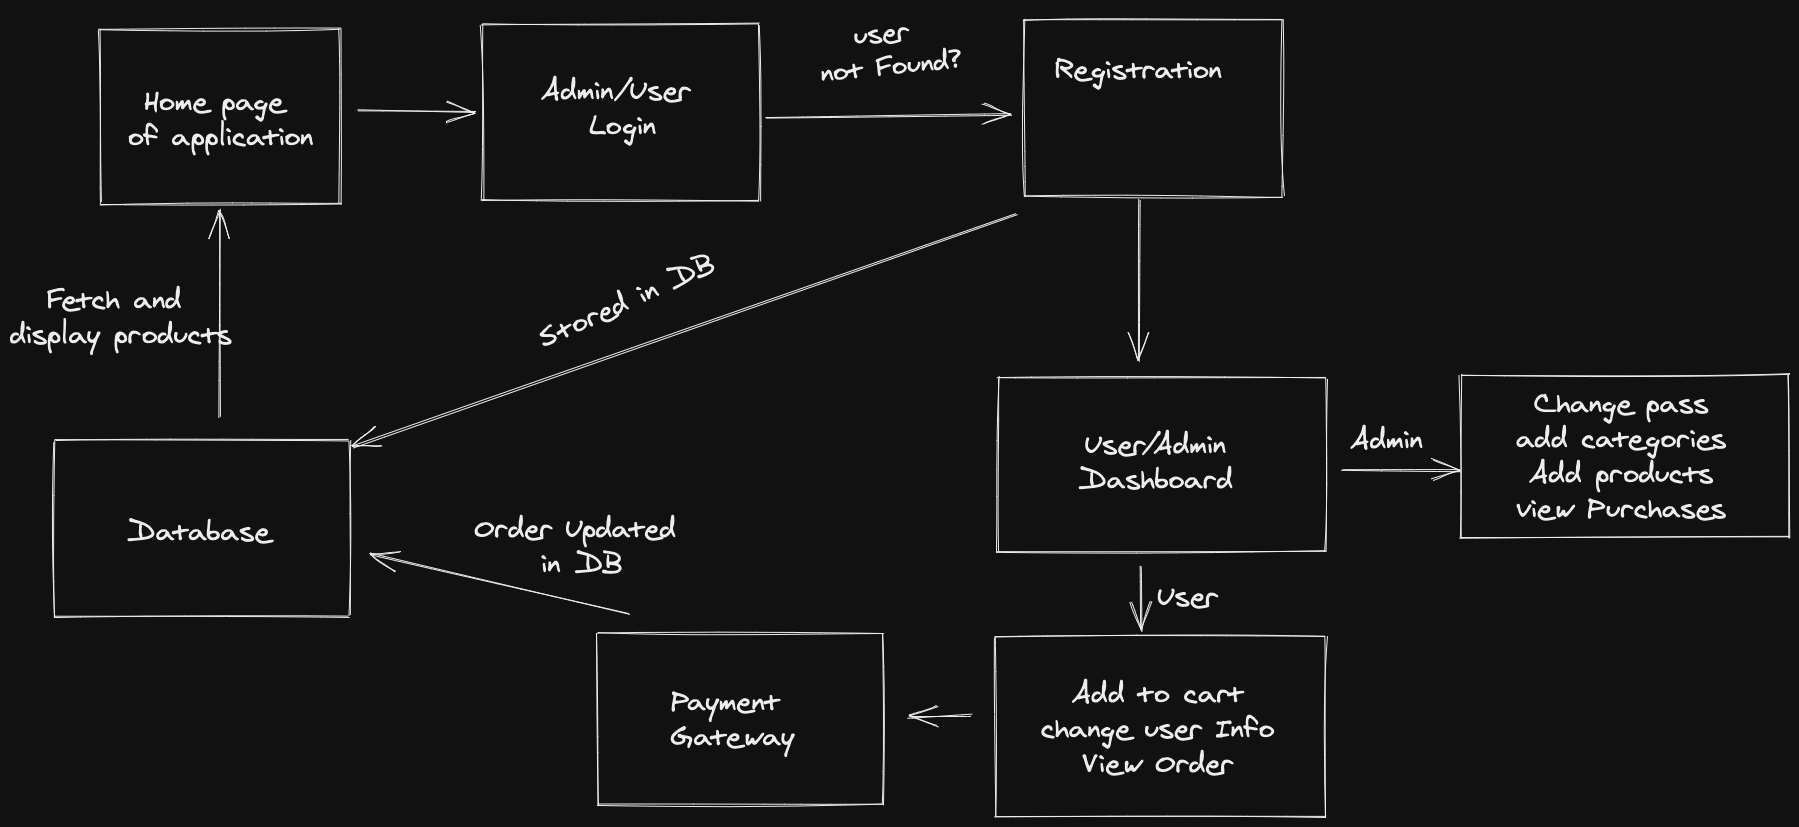 Home page
of application
Admin/User
Login
user
not Found?
Registration
Fetch and
display products
Stored in DB
Database
Order Updated
in DB
User/Admin
Dashboard
Admin
Change pass
add categories
Add products
view Purchases
User
Payment
Gateway
Add to cart
change user Info
View Order